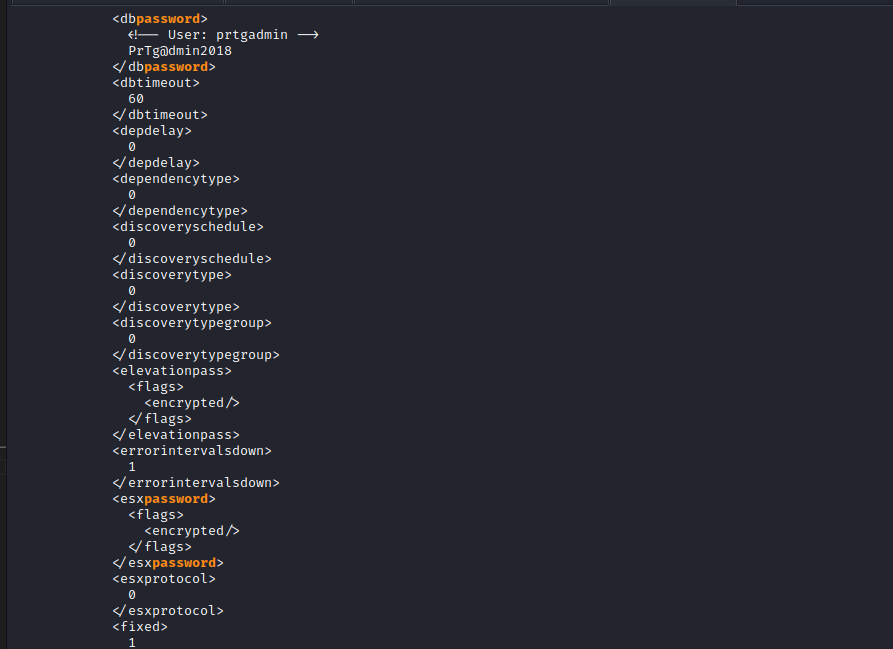 <dbpassword>
<!-- User: prtgadmin -->
PrTg@dmin2018
</dbpassword>
<dbtimeout>
60
</dbtimeout>
<depdelay>
0
</depdelay>
<dependencytype>
0
</dependencytype>
<discoveryschedule>
0
</discoveryschedule>
<discoverytype>
0
</discoverytype>
<discoverytypegroup>
0
</discoverytypegroup>
<elevationpass>
<flags>
<encrypted/>
</flags>
</elevationpass>
<errorintervalsdown>
1
</errorintervalsdown>
<esxpassword>
<flags>
<encrypted/>
</flags>
</esxpassword>
<esxprotocol>
0
</esxprotocol>
<fixed>
1